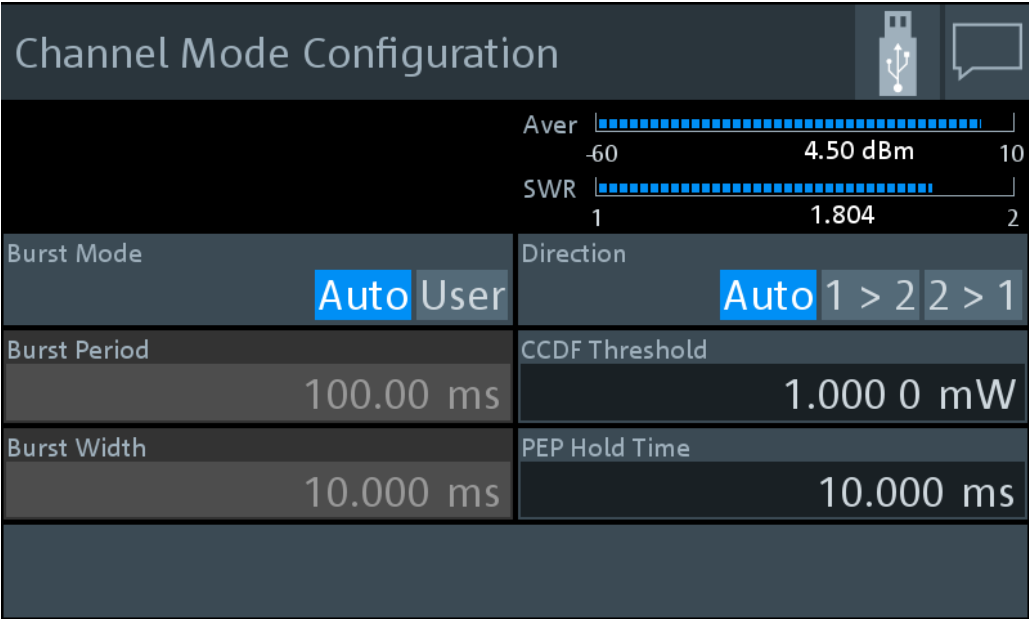 Channel Mode Configuration
Aver
-60 4.50 dBm 10
SWR
1 1.804 2
Burst Mode
Auto User
Direction
Auto 1 > 2 2 > 1
Burst Period
100.00 ms
CCDF Threshold
1.000 0 mW
Burst Width
10.000 ms
PEP Hold Time
10.000 ms